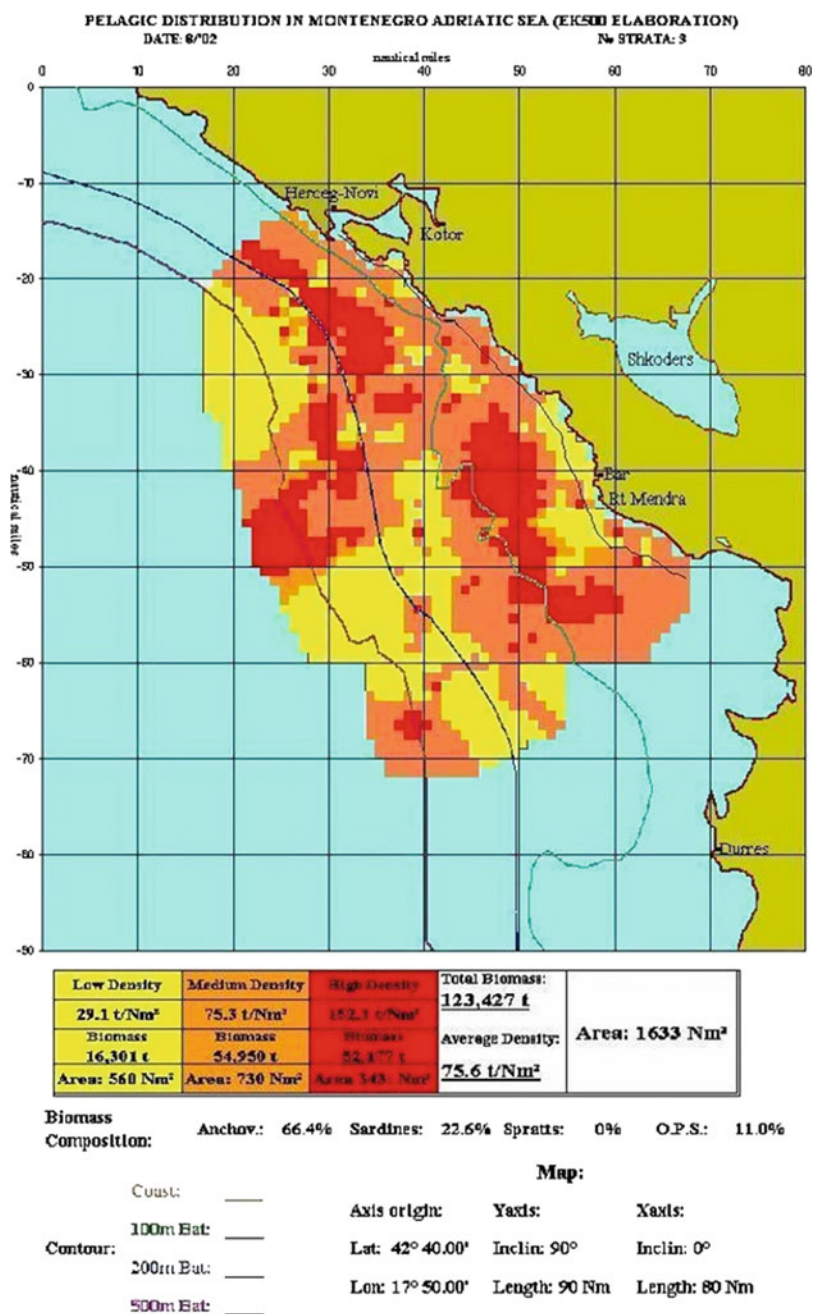 PELAGIC DISTRIBUTION IN MONTENEGRO ADRIATIC SEA (EK500 ELABORATION)
DATE: 8/'02 No STRATA: 3
nautical miles
0 10 20 30 40 50 60 70 80
0
-10
-20
-30
-40
-50
-60
-70
-80
-90
nautical miles
Herceg-Novi
Kotor
Shkoders
Bar
Rt Mendra
Durres
Low Density Medium Density High Density Total Biomass:
29.1 t/Nm² 75.3 t/Nm² 152.1 t/Nm² 123,427 t
Biomass Biomass Biomass Average Density: Area: 1633 Nm²
16,301 t 54,950 t 52,177 t 75.6 t/Nm²
Area: 560 Nm² Area: 730 Nm² Area 343 Nm²
Biomass
Composition: Anchov.: 66.4% Sardines: 22.6% Spratts: 0% O.P.S.: 11.0%
Map:
Coast:
Axis origin: Yaxis: Xaxis:
100m Bat:
Contour: Lat: 42° 40.00' Inclin: 90° Inclin: 0°
200m Bat:
Lon: 17° 50.00' Length: 90 Nm Length: 80 Nm
500m Bat: